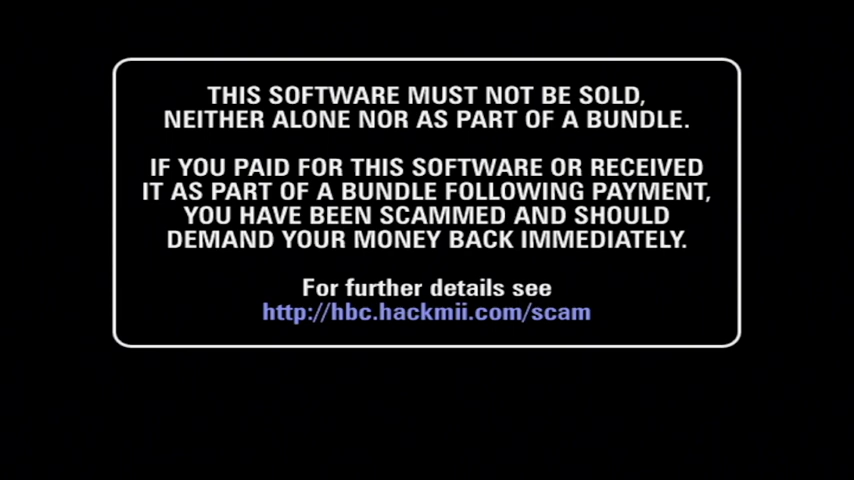 THIS SOFTWARE MUST NOT BE SOLD,
NEITHER ALONE NOR AS PART OF A BUNDLE.
IF YOU PAID FOR THIS SOFTWARE OR RECEIVED
IT AS PART OF A BUNDLE FOLLOWING PAYMENT,
YOU HAVE BEEN SCAMMED AND SHOULD
DEMAND YOUR MONEY BACK IMMEDIATELY.
For further details see
http://hbc.hackmii.com/scam